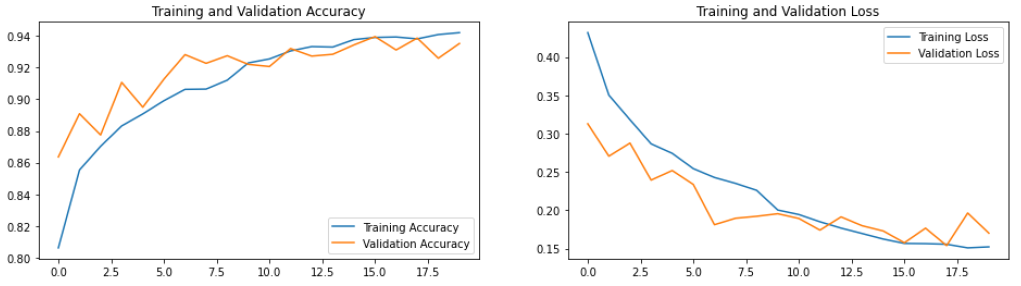 Training and Validation Accuracy
0.94
0.92
0.90
0.88
0.86
0.84
0.82
0.80
Training Accuracy
Validation Accuracy
0.0 2.5 5.0 7.5 10.0 12.5 15.0 17.5
Training and Validation Loss
Training Loss
Validation Loss
0.40
0.35
0.30
0.25
0.20
0.15
0.0 2.5 5.0 7.5 10.0 12.5 15.0 17.5